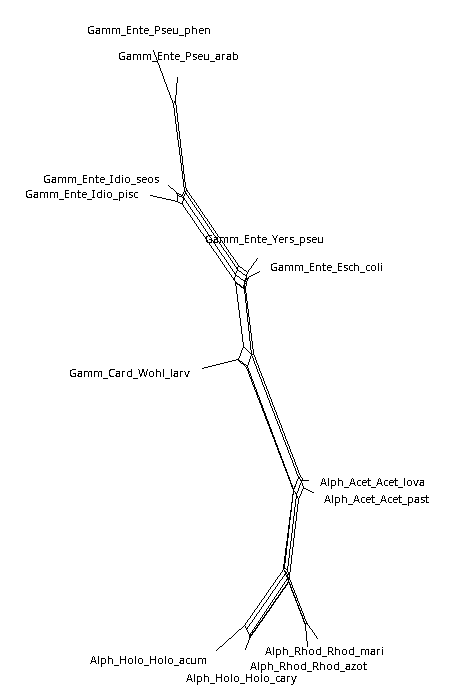 Gamm_Ente_Pseu_phen
Gamm_Ente_Pseu_arab
Gamm_Ente_Idio_seos
Gamm_Ente_Idio_pisc
Gamm_Ente_Yers_pseu
Gamm_Ente_Esch_coli
Gamm_Card_Wohl_larv
Alph_Acet_Acet_lova
Alph_Acet_Acet_past
Alph_Rhod_Rhod_mari
Alph_Holo_Holo_acum
Alph_Rhod_Rhod_azot
Alph_Holo_Holo_cary